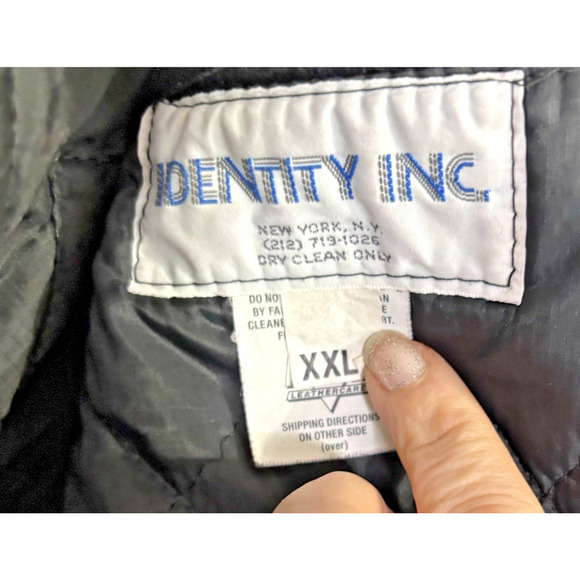 IDENTITY INC.
NEW YORK, N.Y.
(212) 719-1026
DRY CLEAN ONLY
DO NO
BY FA
CLEANE
RT.
XXL
LEATHERCARE
SHIPPING DIRECTIONS
ON OTHER SIDE
(over)